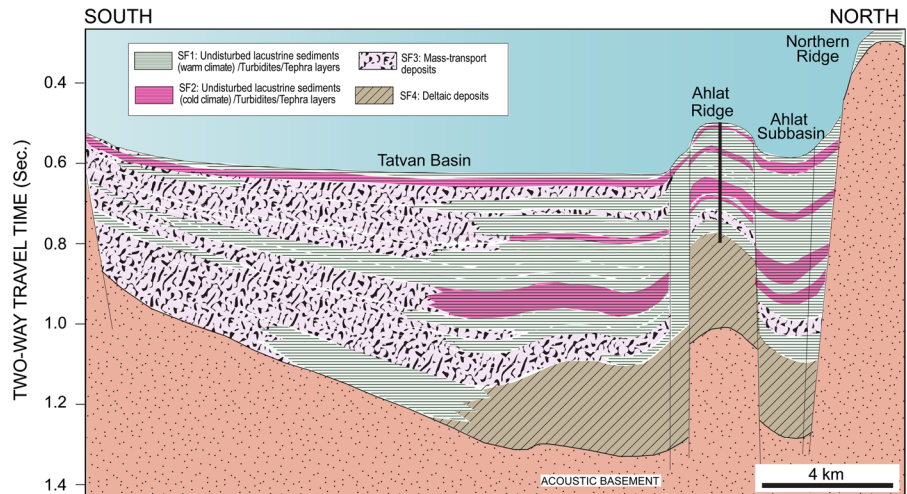 SOUTH
NORTH
SF1: Undisturbed lacustrine sediments
(warm climate) /Turbidites/Tephra layers
SF2: Undisturbed lacustrine sediments
(cold climate) /Turbidites/Tephra layers
SF3: Mass-transport
deposits
SF4: Deltaic deposits
Northern
Ridge
Ahlat
Ridge
Ahlat
Subbasin
Tatvan Basin
TWO-WAY TRAVEL TIME (Sec.)
0.4
0.6
0.8
1.0
1.2
1.4
ACOUSTIC BASEMENT
4 km